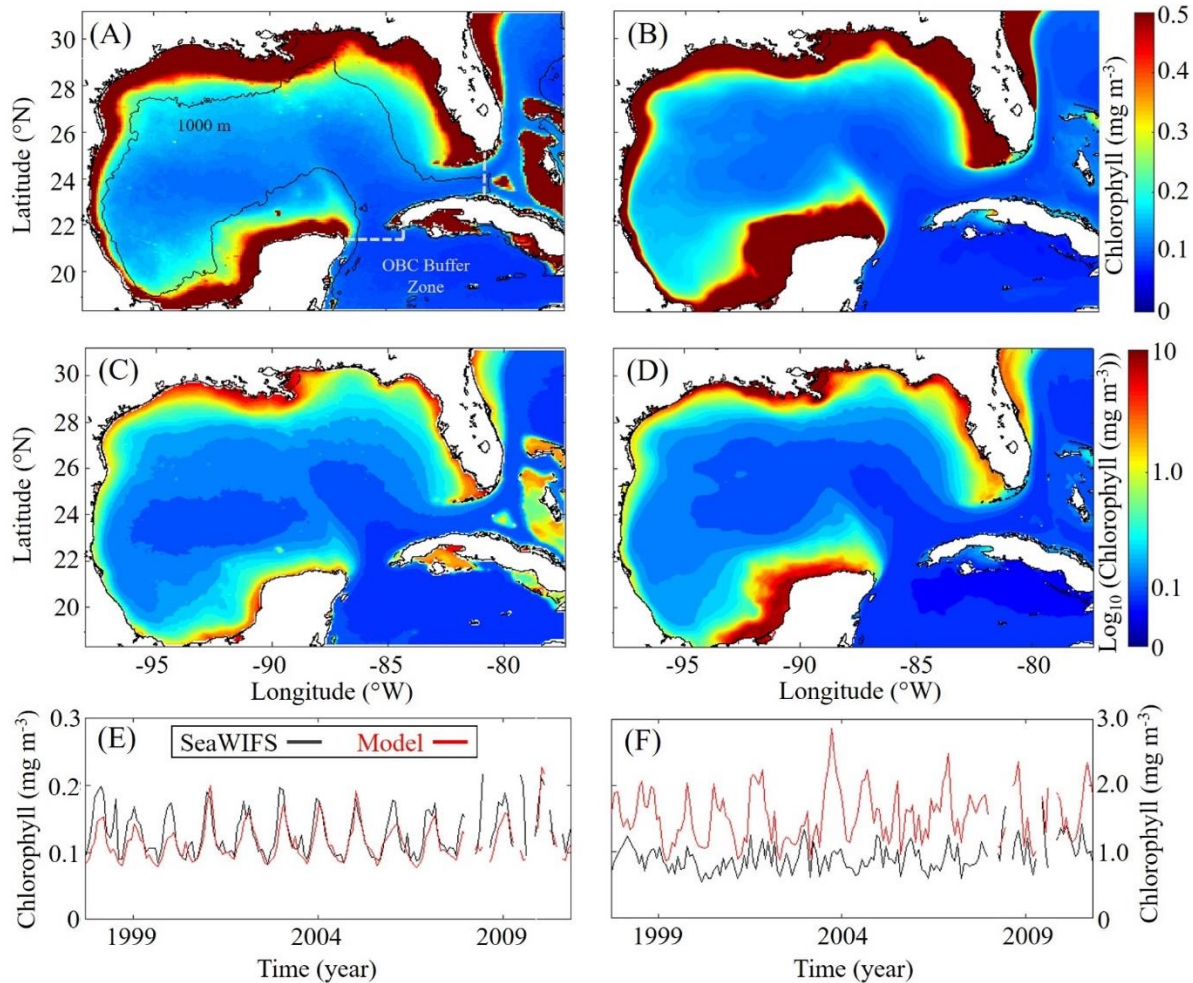 (A)
1000 m
OBC Buffer
Zone
Latitude (°N)
30
28
26
24
22
20
(B)
Chlorophyll (mg m-3)
0.5
0.4
0.3
0.2
0.1
0
(C)
Latitude (°N)
30
28
26
24
22
20
-95
-90
-85
-80
Longitude (°W)
(D)
-95
-90
-85
-80
Longitude (°W)
Log10 (Chlorophyll (mg m-3))
10
1.0
0.1
0
(E)
SeaWIFS
Model
Chlorophyll (mg m-3)
0.3
0.2
0.1
0
1999
2004
2009
Time (year)
(F)
3.0
2.0
1.0
0
Chlorophyll (mg m-3)
1999
2004
2009
Time (year)